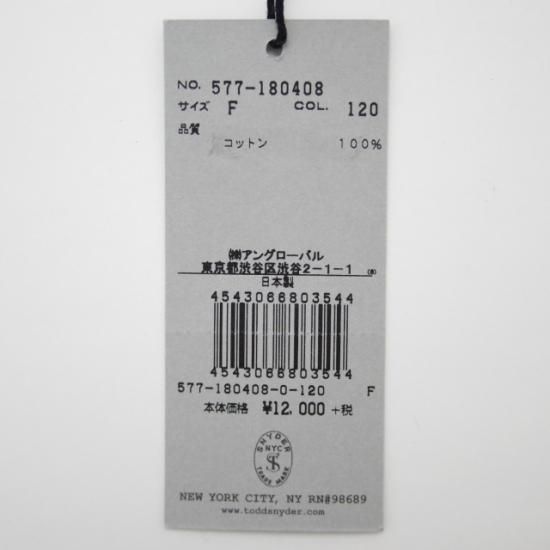 NO. 577-180408
サイズ F COL. 120
品質
コットン 100%
㈱アングローバル
東京都渋谷区渋谷2-1-1
日本製
4543066803544
4543066803544
577-180408-0-120 F
本体価格 ¥12,000 +税
SNYDER
NYC
TS
TRADE MARK
NEW YORK CITY, NY RN#98689
www.toddsnyder.com